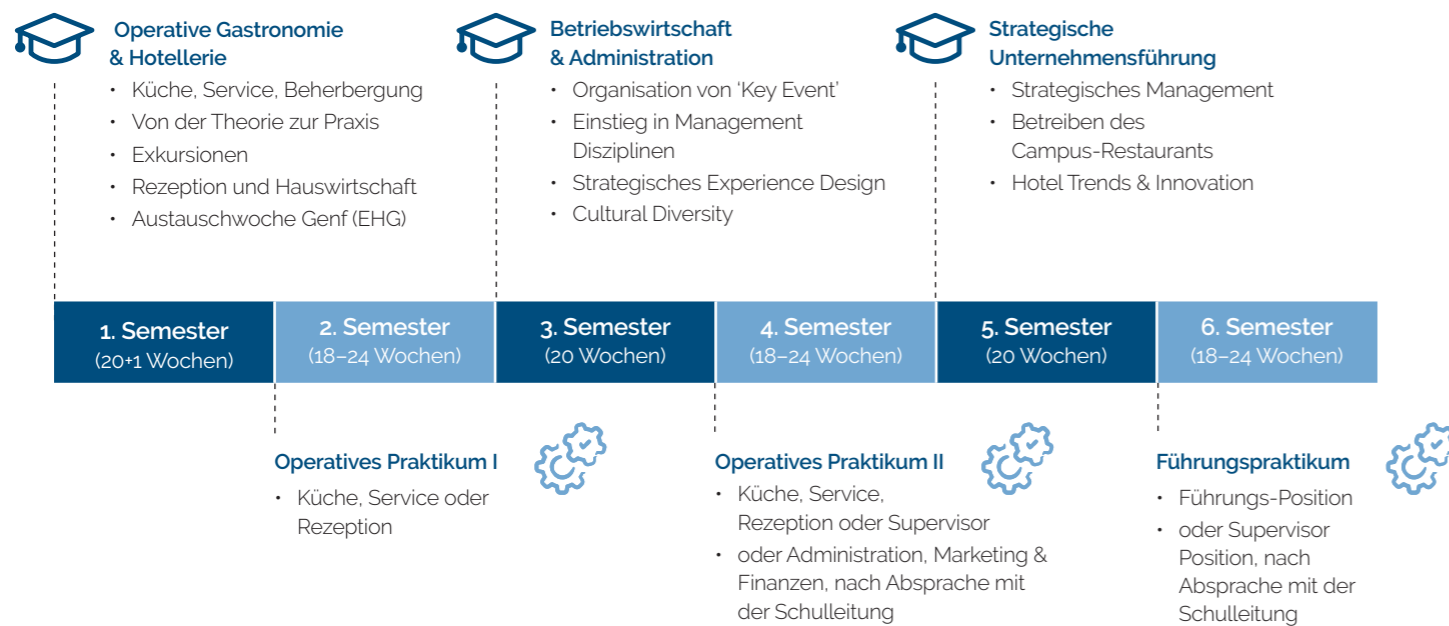 Operative Gastronomie
& Hotellerie
• Küche, Service, Beherbergung
• Von der Theorie zur Praxis
• Exkursionen
• Rezeption und Hauswirtschaft
• Austauschwoche Genf (EHG)
Betriebswirtschaft
& Administration
• Organisation von ‘Key Event’
• Einstieg in Management
Disziplinen
• Strategisches Experience Design
• Cultural Diversity
Strategische
Unternehmensführung
• Strategisches Management
• Betreiben des
Campus-Restaurants
• Hotel Trends & Innovation
1. Semester
(20+1 Wochen)
2. Semester
(18–24 Wochen)
3. Semester
(20 Wochen)
4. Semester
(18–24 Wochen)
5. Semester
(20 Wochen)
6. Semester
(18–24 Wochen)
Operatives Praktikum I
• Küche, Service oder
Rezeption
Operatives Praktikum II
• Küche, Service,
Rezeption oder Supervisor
• oder Administration, Marketing &
Finanzen, nach Absprache mit
der Schulleitung
Führungspraktikum
• Führungs-Position
• oder Supervisor
Position, nach
Absprache mit der
Schulleitung